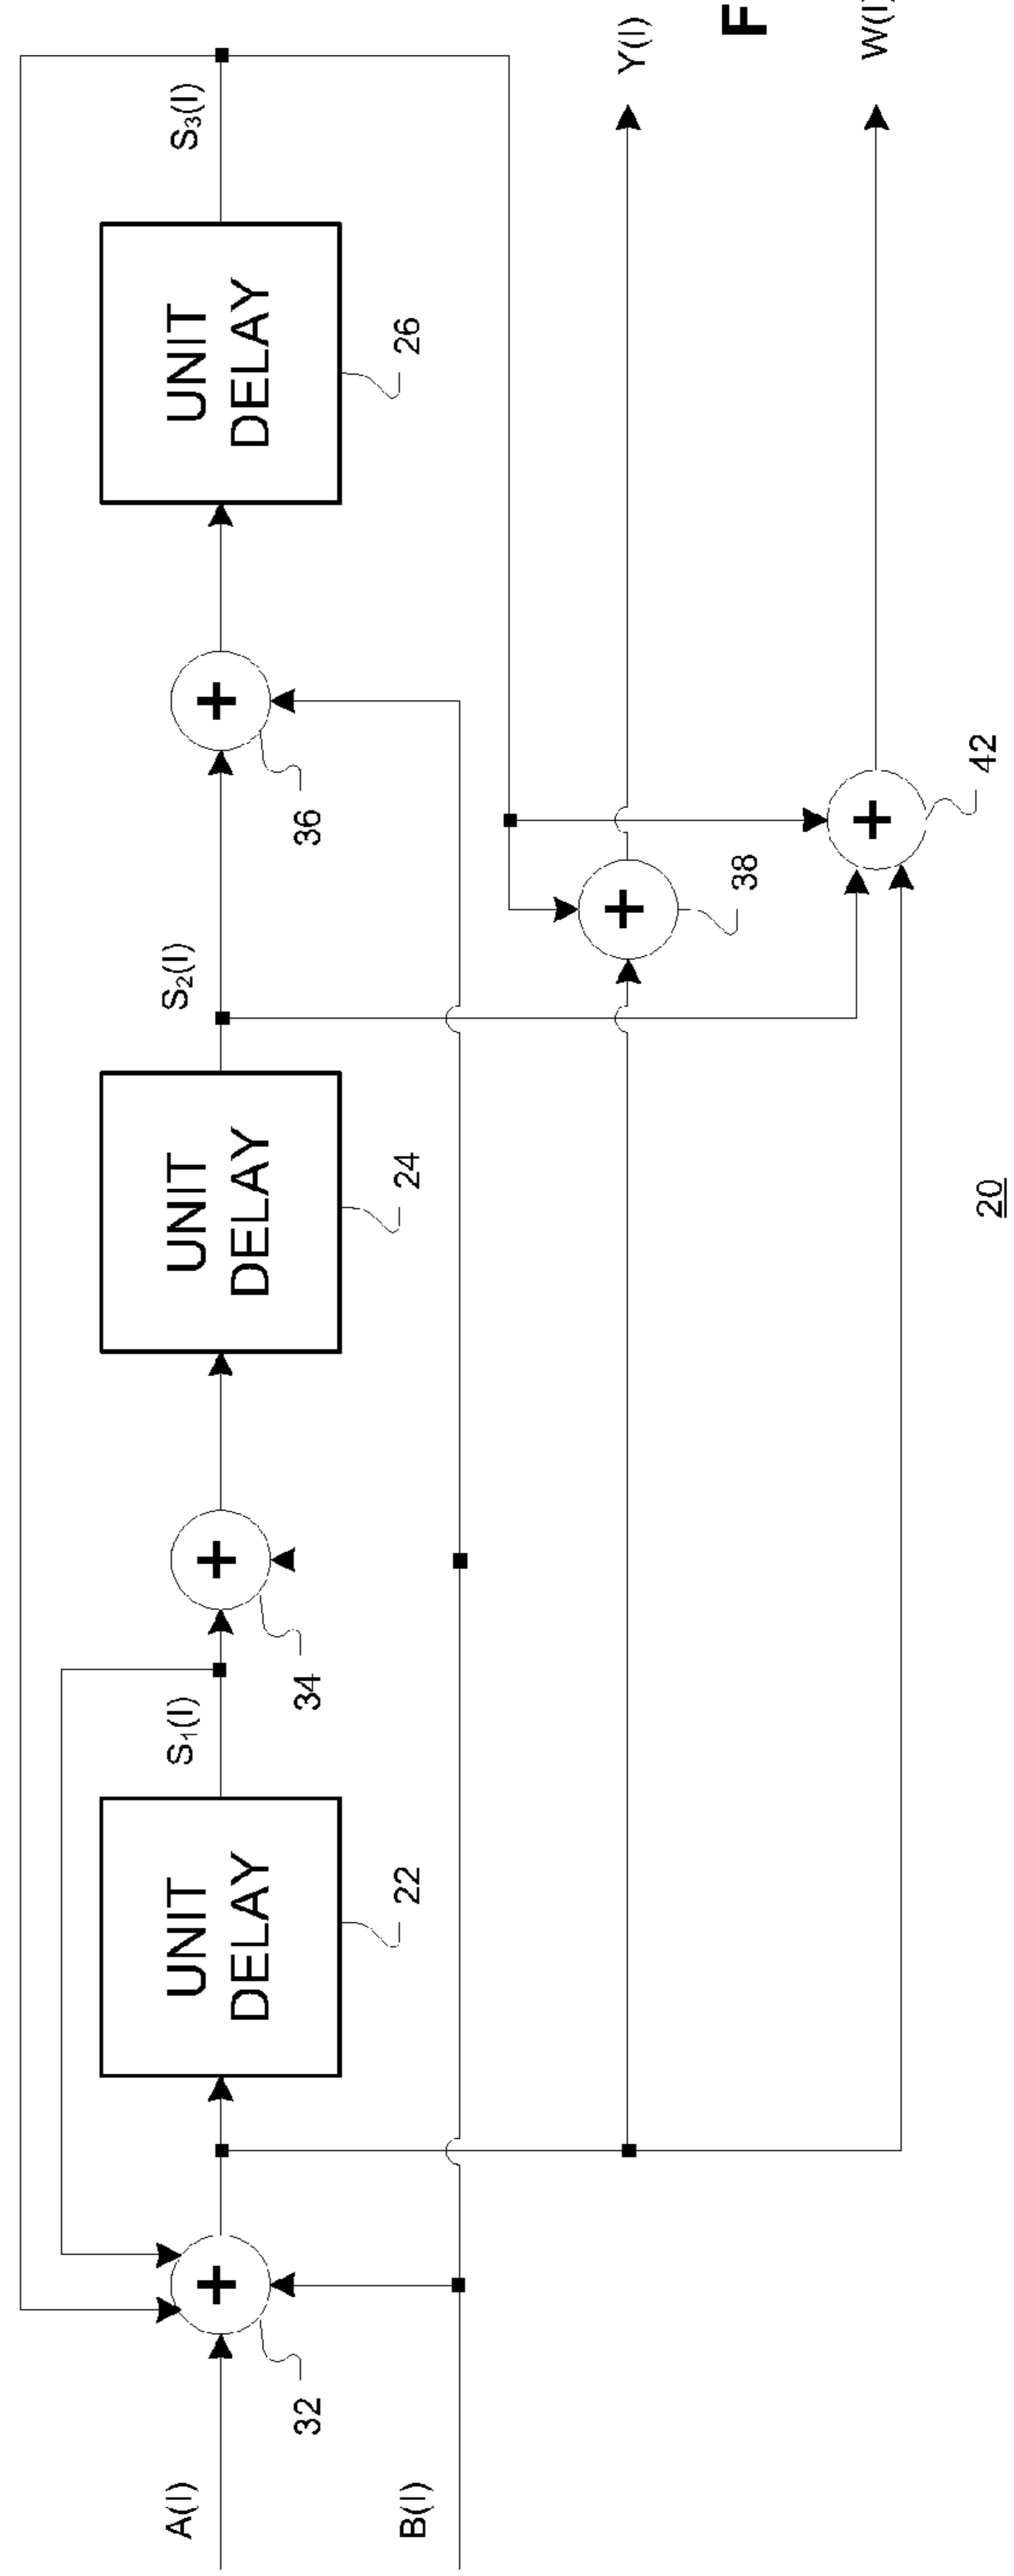 A(I)
S₁(I)
S₂(I)
S₃(I)
UNIT
DELAY
UNIT
DELAY
UNIT
DELAY
+
+
+
32
34
36
22
24
26
B(I)
+
Y(I)
38
F
+
W(I)
42
20